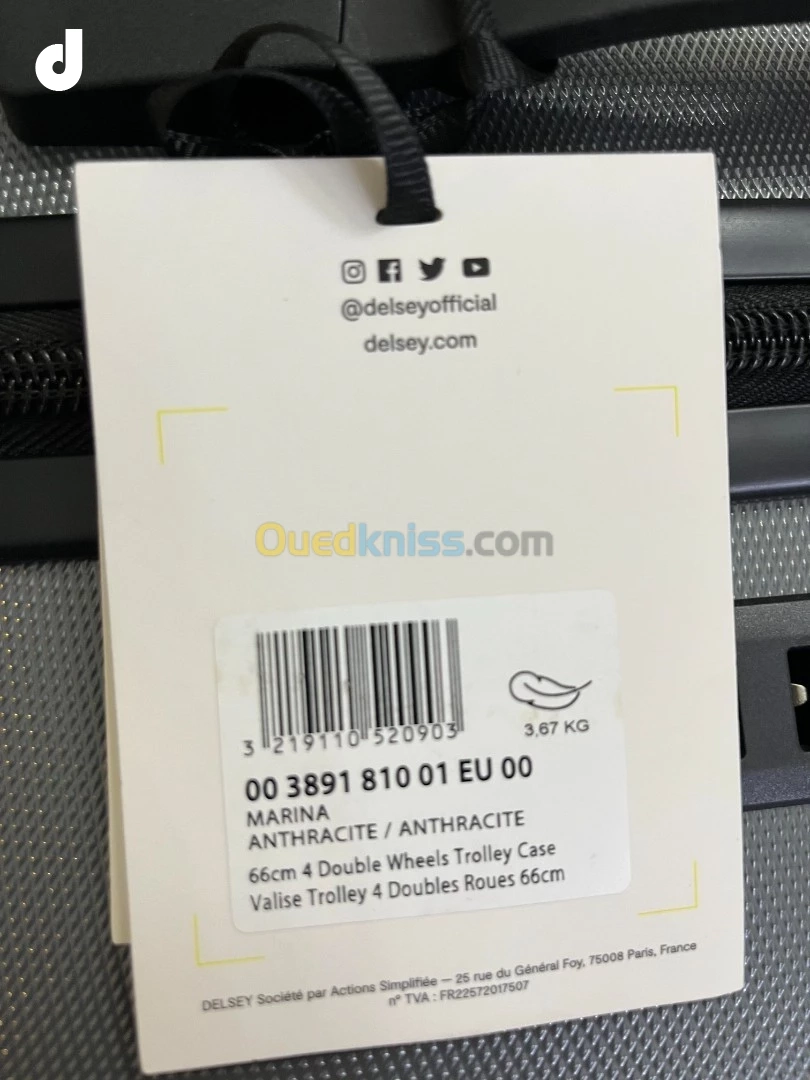 d
@delseyofficial
delsey.com
Ouedkniss.com
3 219110 520903
3,67 KG
00 3891 810 01 EU 00
MARINA
ANTHRACITE / ANTHRACITE
66cm 4 Double Wheels Trolley Case
Valise Trolley 4 Doubles Roues 66cm
DELSEY Société par Actions Simplifiée — 25 rue du Général Foy, 75008 Paris, France
n° TVA : FR22572017507